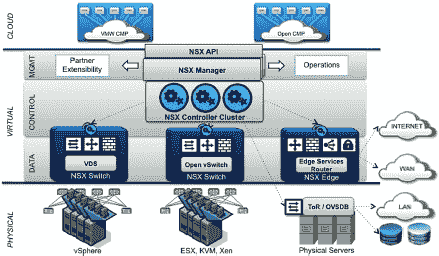 CLOUD
VMW CMP
Open CMP
NSX API
MGMT
Partner
Extensibility
NSX Manager
Operations
VIRTUAL
CONTROL
NSX Controller Cluster
DATA
VDS
NSX Switch
Open vSwitch
NSX Switch
Edge Services
Router
NSX Edge
INTERNET
WAN
PHYSICAL
vSphere
ESX, KVM, Xen
ToR / OVSDB
Physical Servers
LAN